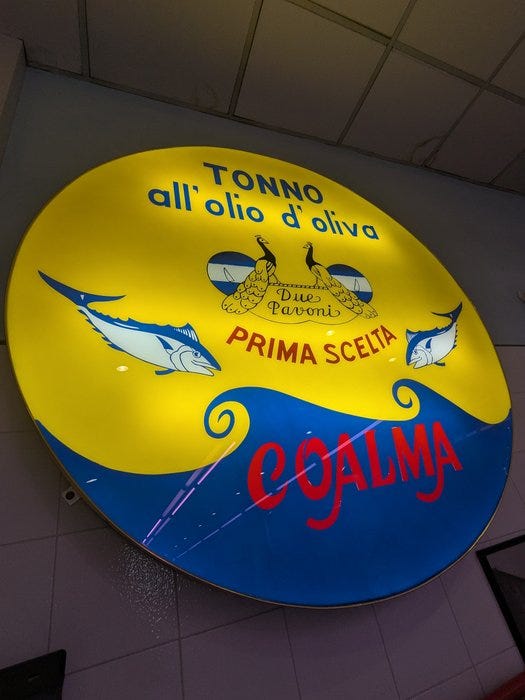 TONNO
all'olio d'oliva
Due
Pavoni
PRIMA SCELTA
COALMA